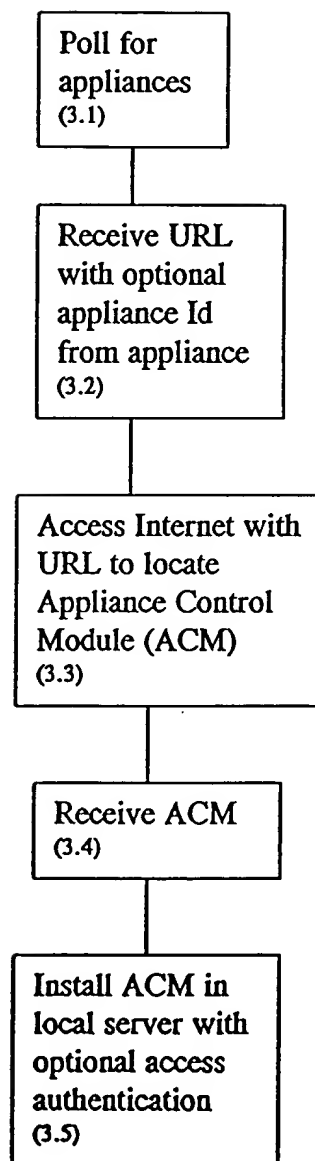 Poll for
appliances
(3.1)
Receive URL
with optional
appliance Id
from appliance
(3.2)
Access Internet with
URL to locate
Appliance Control
Module (ACM)
(3.3)
Receive ACM
(3.4)
Install ACM in
local server with
optional access
authentication
(3.5)